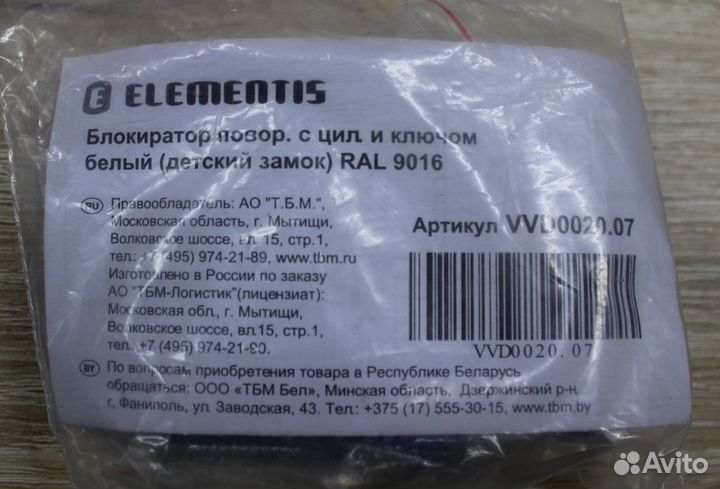 ELEMENTIS
Блокиратор повор. с цил. и ключом
белый (детский замок) RAL 9016
RU Правообладатель: АО "Т.Б.М.",
Московская область, г. Мытищи,
Волковское шоссе, вл. 15, стр.1,
тел.: +7 (495) 974-21-89, www.tbm.ru
Изготовлено в России по заказу
АО "ТБМ-Логистик"(лицензиат):
Московская обл., г. Мытищи,
Волковское шоссе, вл.15, стр.1,
тел.: +7 (495) 974-21-90.
Артикул VVD0020.07
VVD0020.07
BY По вопросам приобретения товара в Республике Беларусь
обращаться: ООО «ТБМ Бел», Минская область, Дзержинский р-н,
г. Фаниполь, ул. Заводская, 43. Тел.: +375 (17) 555-30-15, www.tbm.by
Avito